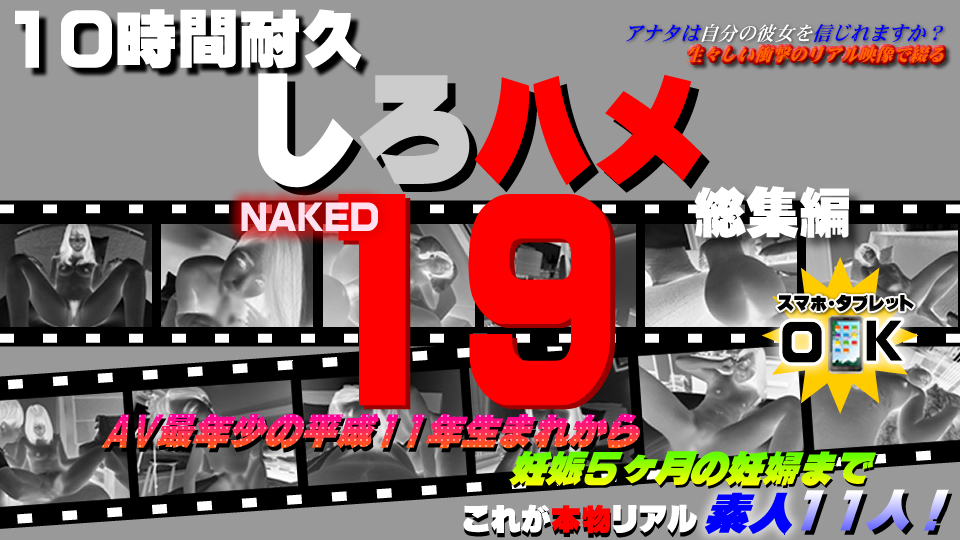 10時間耐久
アナタは自分の彼女を信じれますか？
生々しい衝撃のリアル映像で綴る
しろハメ
NAKED
19
総集編
スマホ・タブレット
OK
AV最年少の平成11年生まれから
妊娠5ヶ月の妊婦まで
これが本物リアル 素人11人！